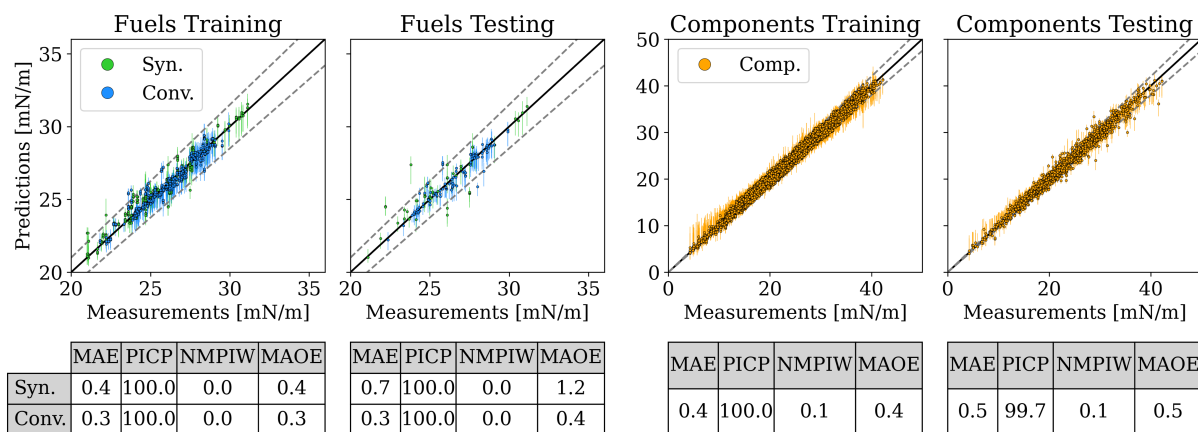 Fuels Training
Fuels Testing
Components Training
Components Testing
Predictions [mN/m]
35
30
25
20
Syn.
Conv.
20 25 30 35
Measurements [mN/m]
20 25 30 35
Measurements [mN/m]
50
40
30
20
10
0
Comp.
0 20 40
Measurements [mN/m]
0 20 40
Measurements [mN/m]
MAE PICP NMPIW MAOE
Syn. 0.4 100.0 0.0 0.4
Conv. 0.3 100.0 0.0 0.3
MAE PICP NMPIW MAOE
0.7 100.0 0.0 1.2
0.3 100.0 0.0 0.4
MAE PICP NMPIW MAOE
0.4 100.0 0.1 0.4
MAE PICP NMPIW MAOE
0.5 99.7 0.1 0.5